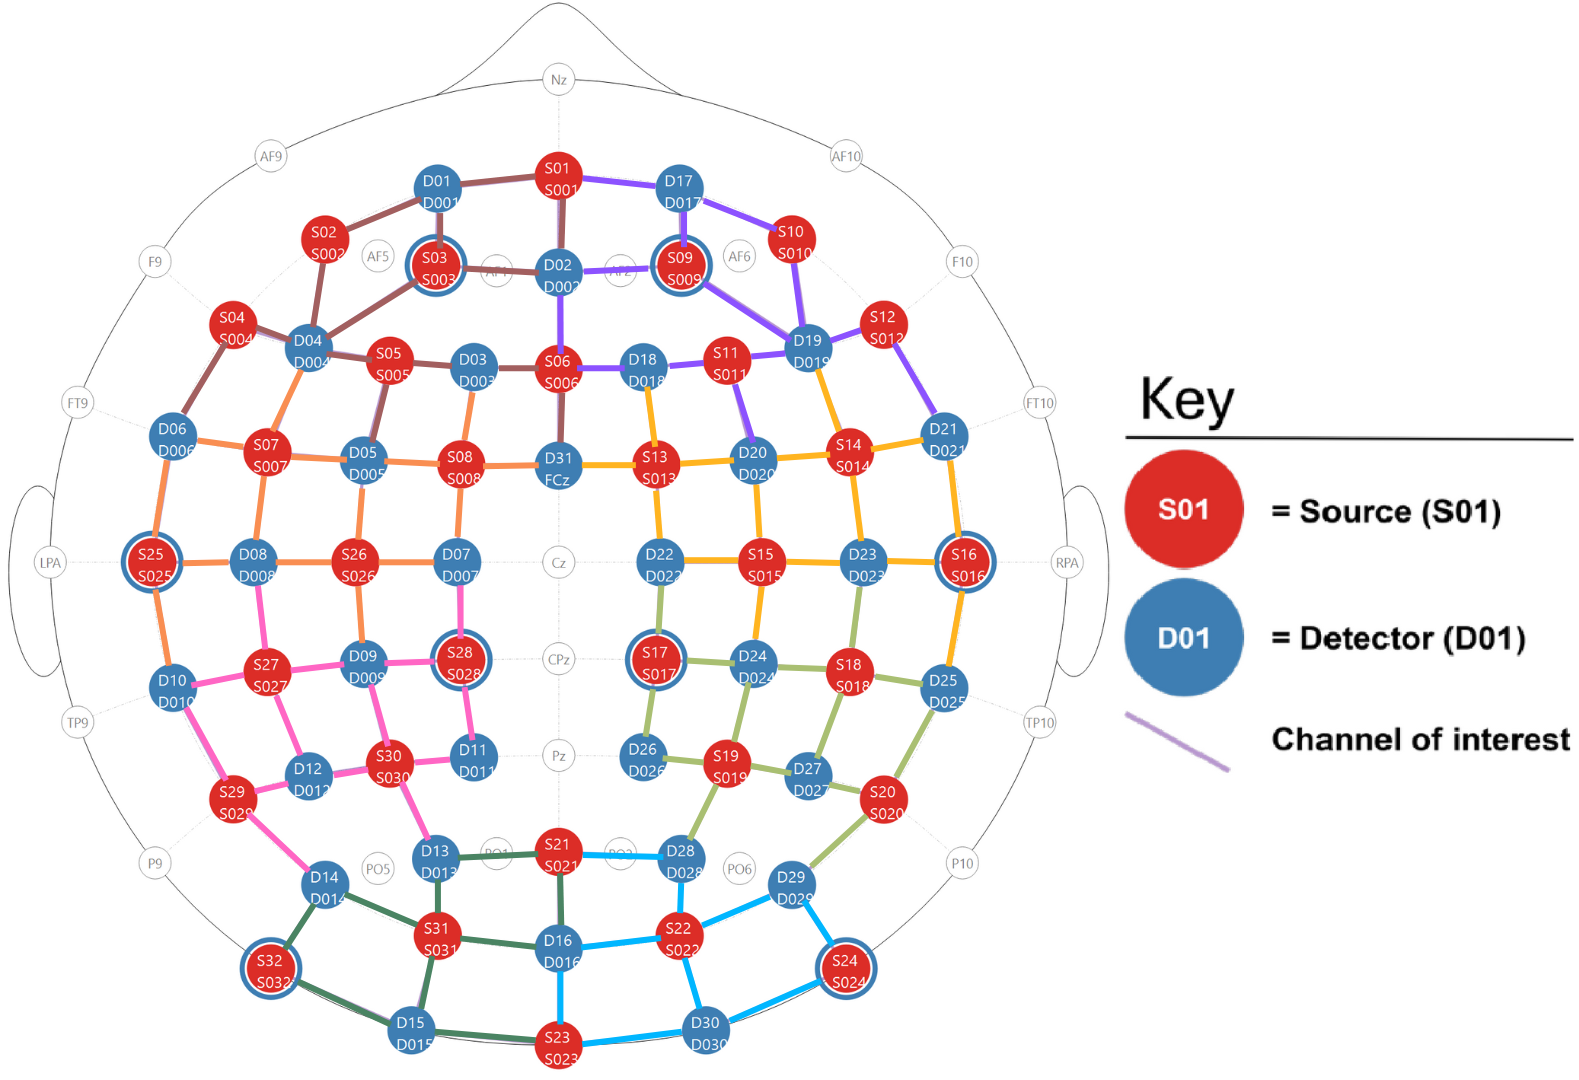 Nz
AF9
AF10
S01
S001
D01
D001
D17
D017
S02
S002
S10
S010
AF5
S03
S003
AF1
D02
D002
AF2
S09
S009
AF6
F9
F10
S04
S004
S12
S012
D04
D004
S05
S005
D03
D003
S06
S006
D18
D018
S11
S011
D19
D019
FT9
FT10
D06
D006
S07
S007
D05
D005
S08
S008
D31
FCz
S13
S013
D20
D020
S14
S014
D21
D021
LPA
S25
S025
D08
D008
S26
S026
D07
D007
Cz
D22
D022
S15
S015
D23
D023
S16
S016
RPA
D10
D010
S27
S027
D09
D009
S28
S028
CPz
S17
S017
D24
D024
S18
S018
D25
D025
TP9
TP10
S29
S029
D12
D012
S30
S030
D11
D011
Pz
D26
D026
S19
S019
D27
D027
S20
S020
P9
PO5
D13
D013
PO1
S21
S021
PO2
D28
D028
PO6
P10
D14
D014
D29
D029
S31
S031
D16
D016
S22
S022
S32
S032
S24
S024
D15
D015
S23
S023
D30
D030
Key
S01 = Source (S01)
D01 = Detector (D01)
Channel of interest